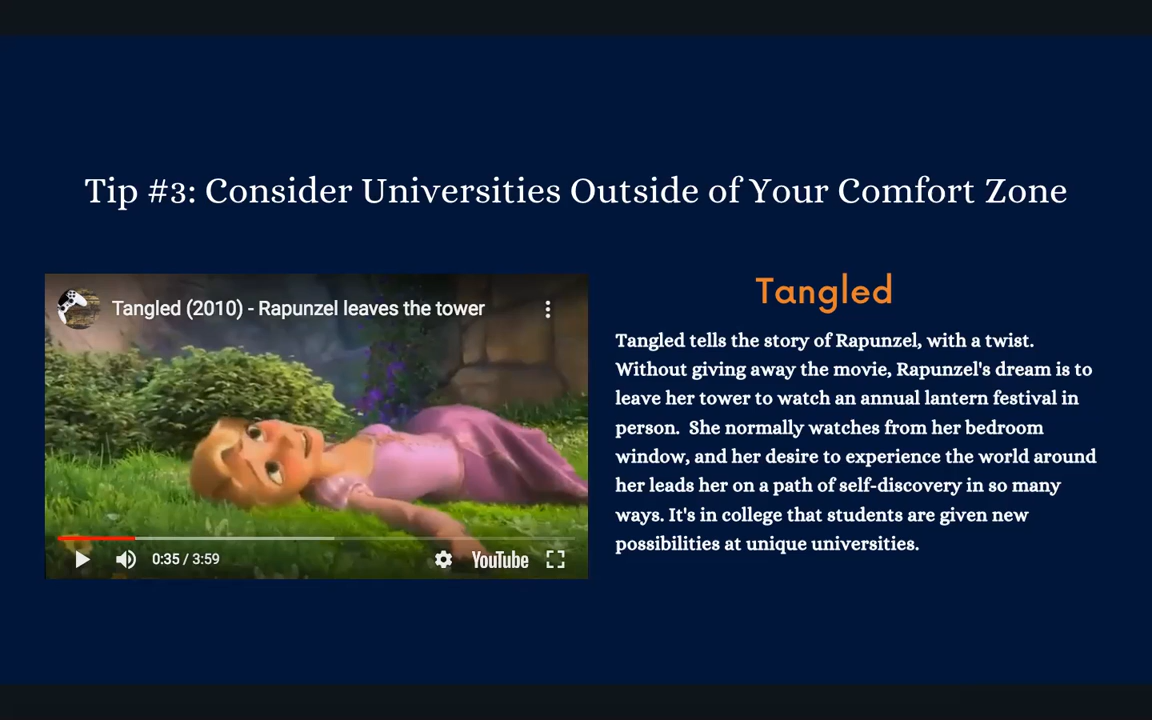 Tip #3: Consider Universities Outside of Your Comfort Zone
Tangled (2010) - Rapunzel leaves the tower
0:35 / 3:59
YouTube
Tangled
Tangled tells the story of Rapunzel, with a twist.
Without giving away the movie, Rapunzel's dream is to
leave her tower to watch an annual lantern festival in
person.  She normally watches from her bedroom
window, and her desire to experience the world around
her leads her on a path of self-discovery in so many
ways. It's in college that students are given new
possibilities at unique universities.